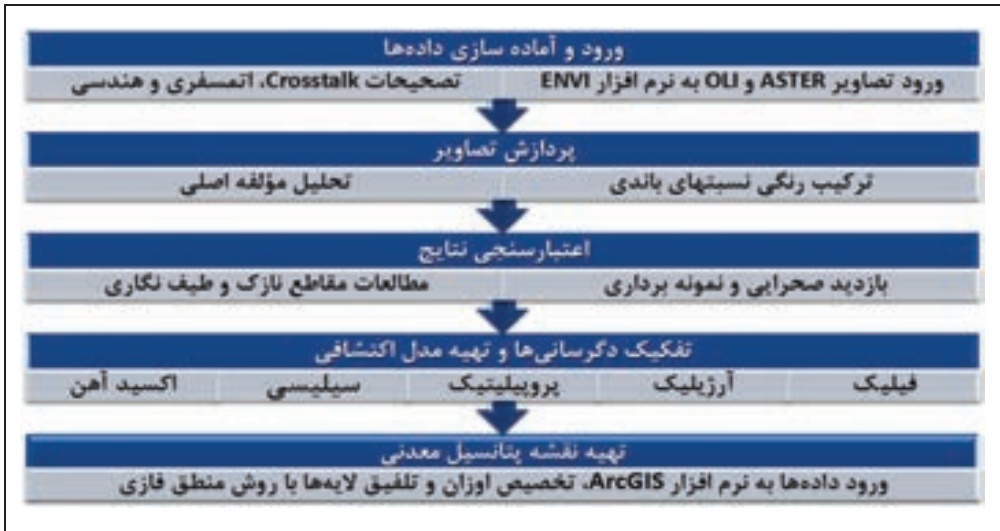 ورود و آماده سازی داده‌ها
ورود تصاویر ASTER و OLI به نرم افزار ENVI
تصحیحات Crosstalk، اتمسفری و هندسی
پردازش تصاویر
ترکیب رنگی نسبتهای باندی
تحلیل مؤلفه اصلی
اعتبارسنجی نتایج
بازدید صحرایی و نمونه برداری
مطالعات مقاطع نازک و طیف نگاری
تفکیک دگرسانی‌ها و تهیه مدل اکتشافی
فیلیک
آرژیلیک
پروپیلیتیک
سیلیسی
اکسید آهن
تهیه نقشه پتانسیل معدنی
ورود داده‌ها به نرم افزار ArcGIS، تخصیص اوزان و تلفیق لایه‌ها با روش منطق فازی